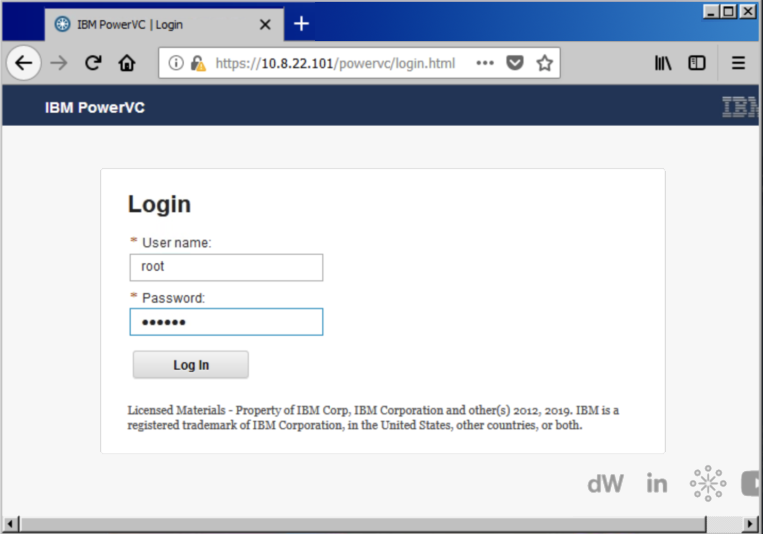 IBM PowerVC | Login
https://10.8.22.101/powervc/login.html
IBM PowerVC
IBM
Login
* User name:
root
* Password:
••••••
Log In
Licensed Materials - Property of IBM Corp, IBM Corporation and other(s) 2012, 2019. IBM is a
registered trademark of IBM Corporation, in the United States, other countries, or both.
dW in